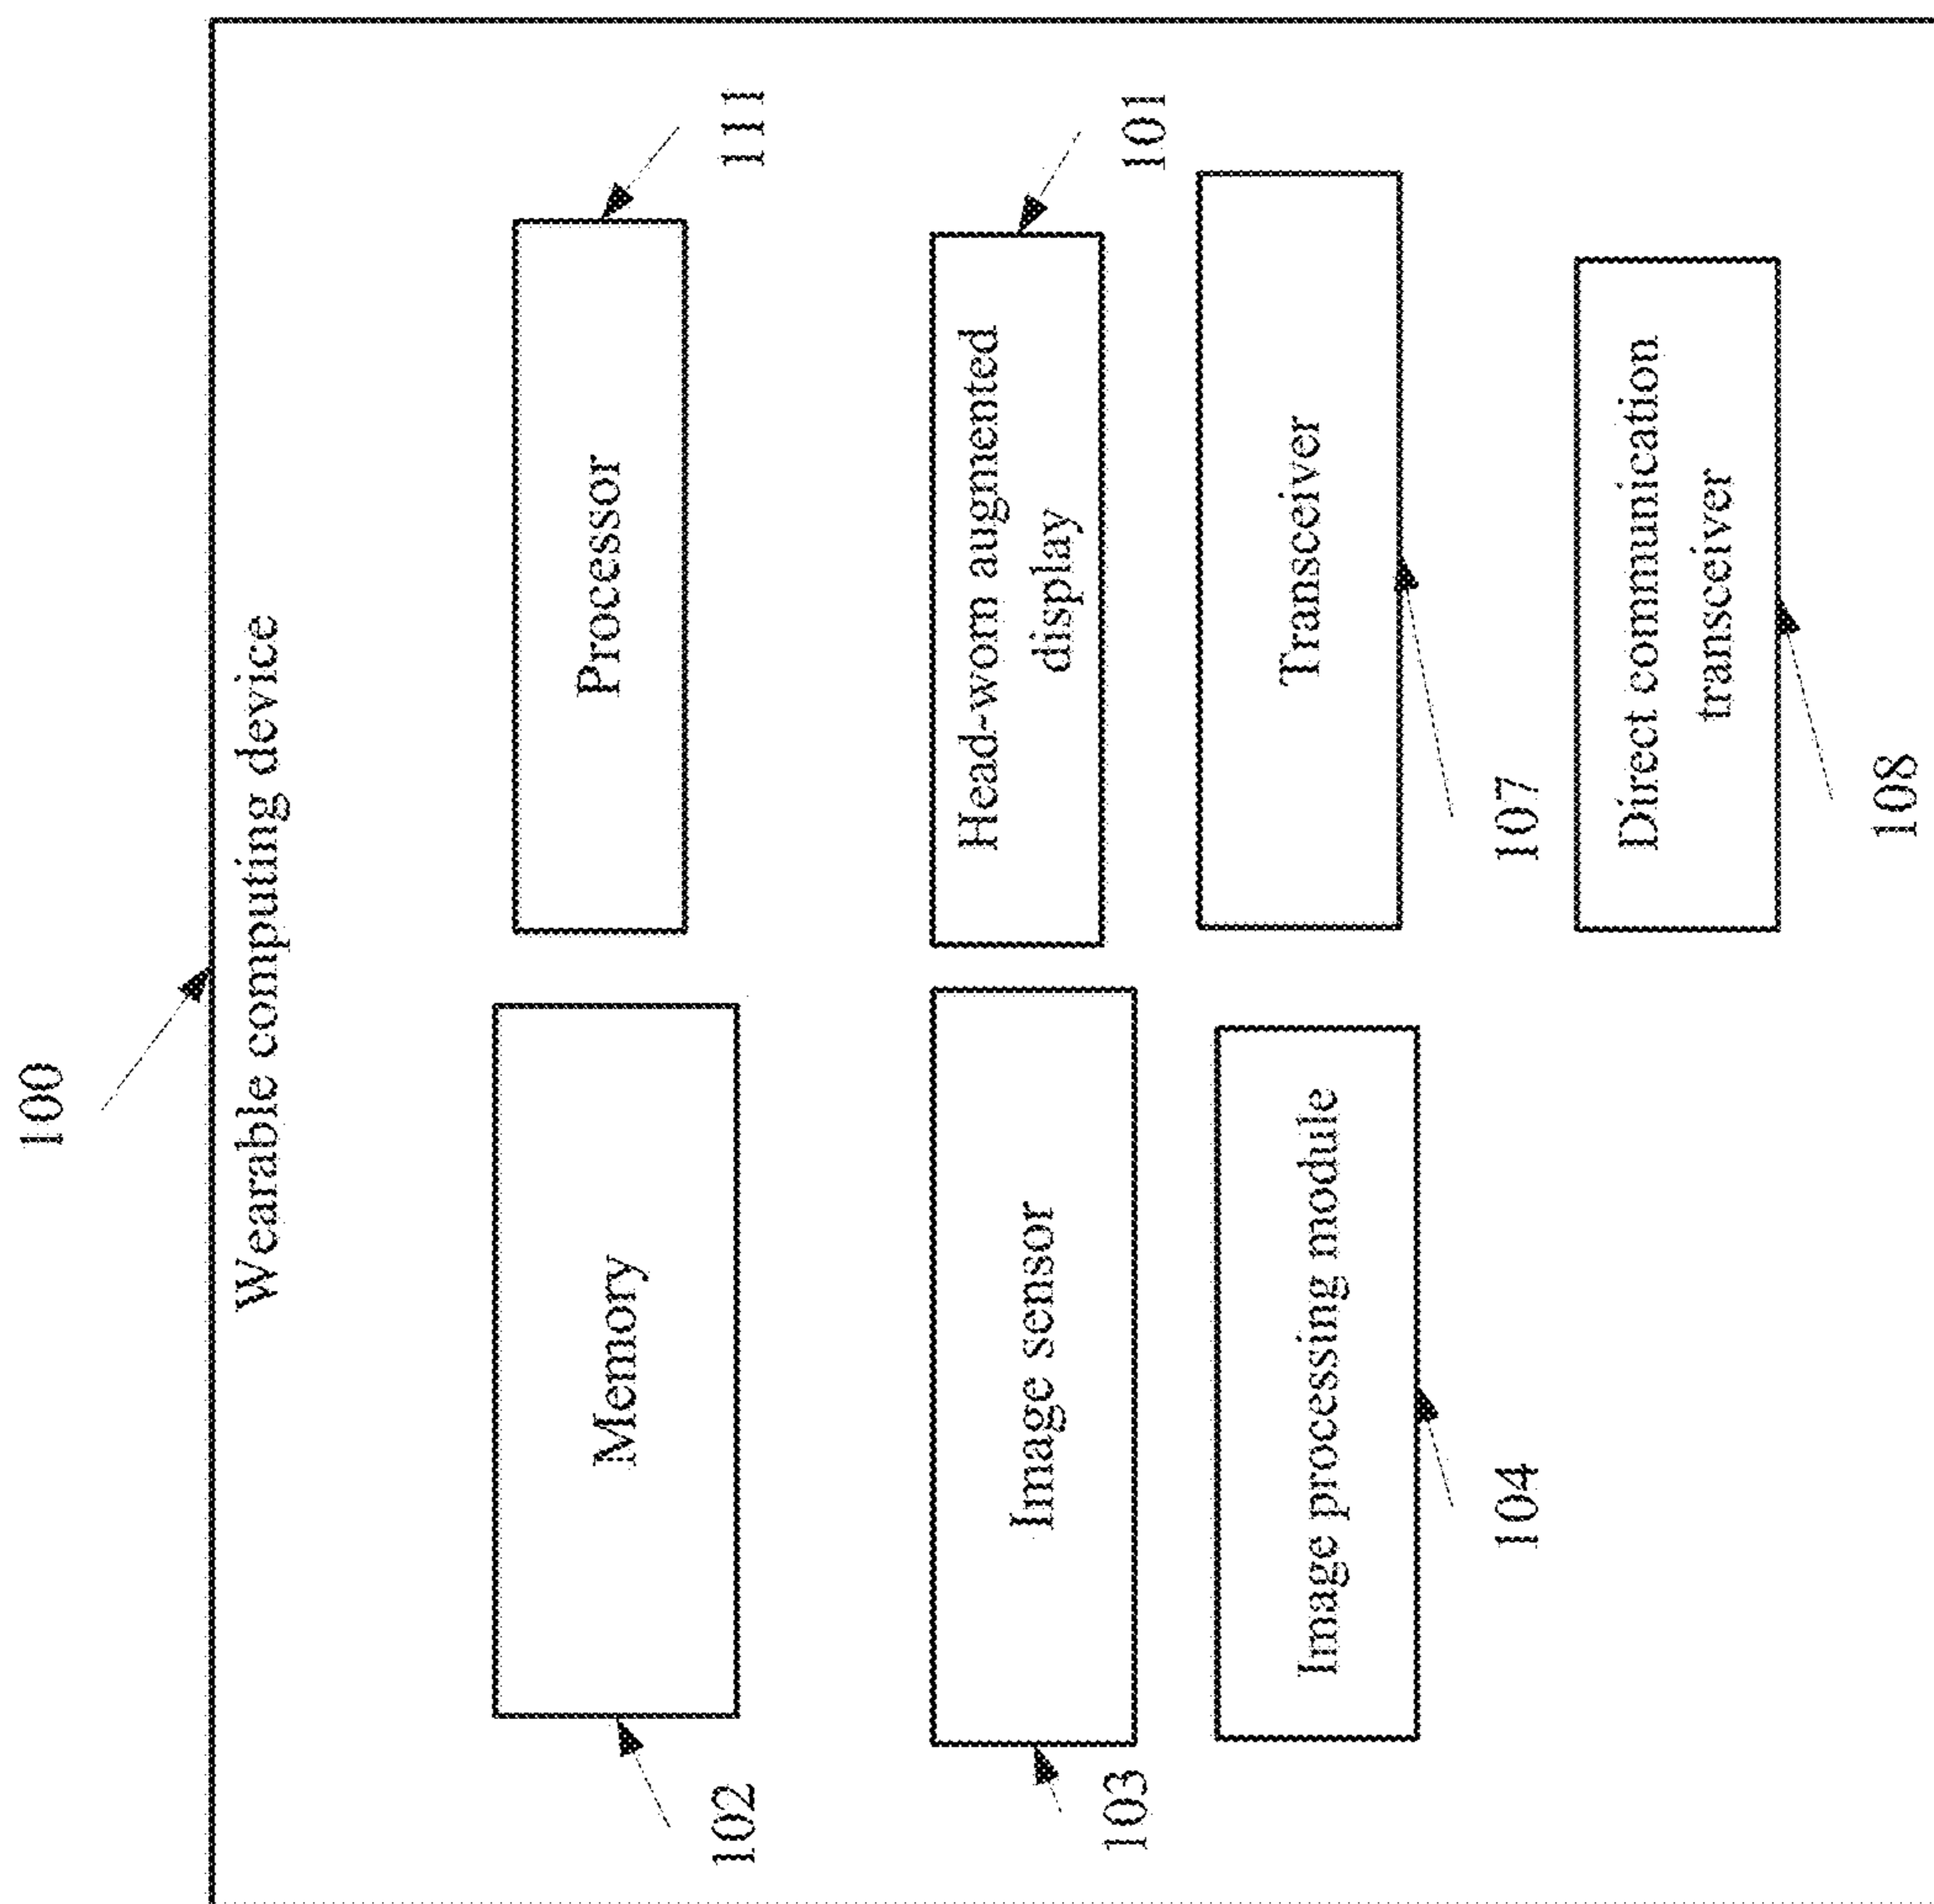 100
Wearable computing device
Memory
Processor
102
111
Image sensor
Head-worn augmented
display
103
101
Image processing module
Transceiver
104
107
Direct communication
transceiver
108